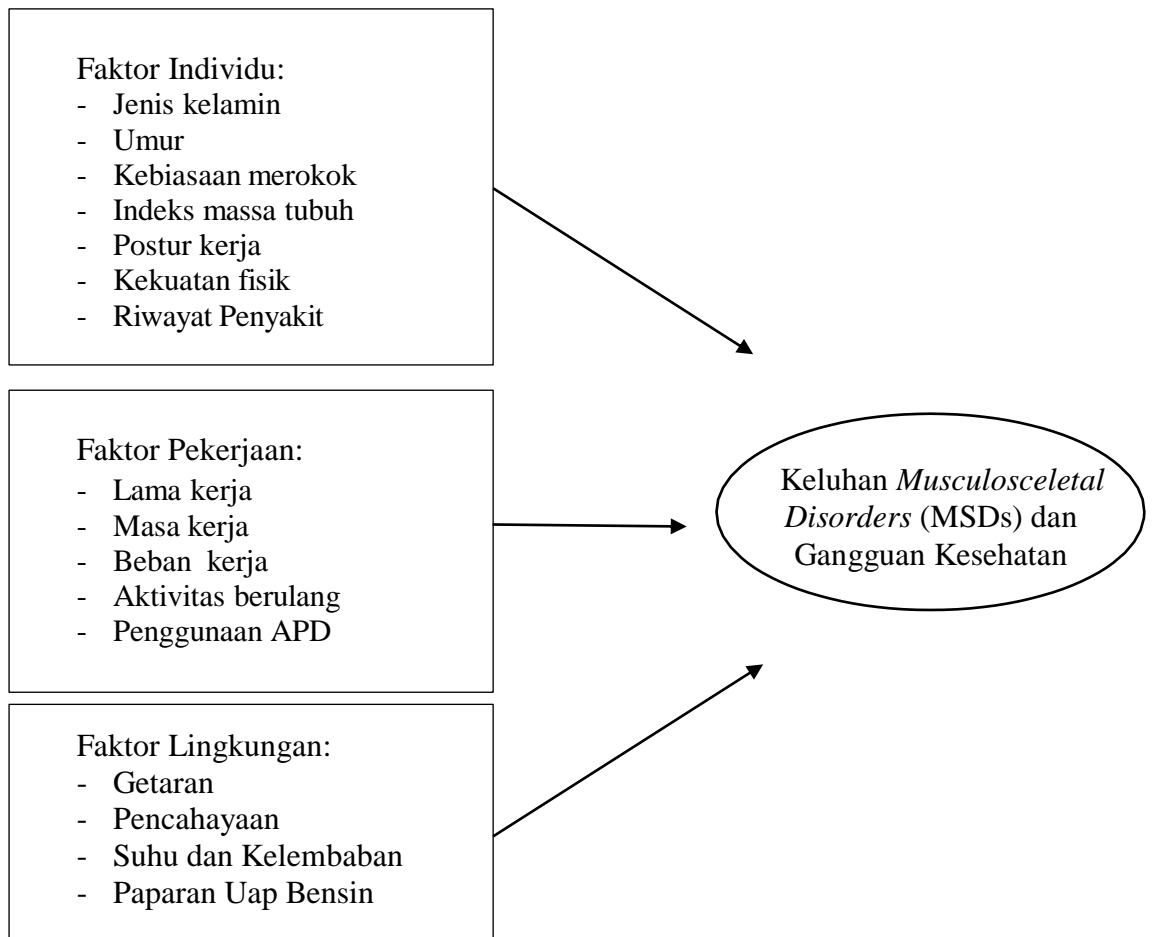 Faktor Individu:
- Jenis kelamin
- Umur
- Kebiasaan merokok
- Indeks massa tubuh
- Postur kerja
- Kekuatan fisik
- Riwayat Penyakit
Faktor Pekerjaan:
- Lama kerja
- Masa kerja
- Beban kerja
- Aktivitas berulang
- Penggunaan APD
Keluhan Musculosceletal
Disorders (MSDs) dan
Gangguan Kesehatan
Faktor Lingkungan:
- Getaran
- Pencahayaan
- Suhu dan Kelembaban
- Paparan Uap Bensin